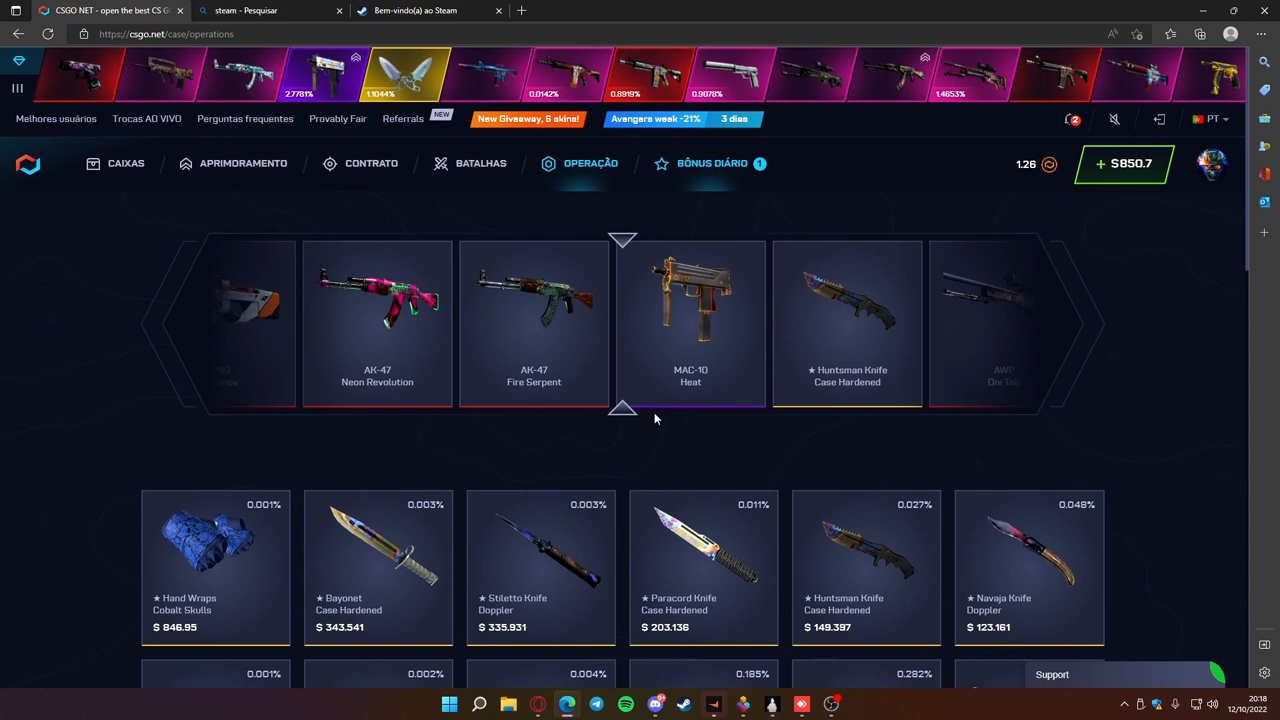 CSGO NET - open the best CS G
steam - Pesquisar
Bem-vindo(a) ao Steam
https://csgo.net/case/operations
2.7781%
1.1044%
0.0142%
0.8919%
0.9078%
1.4653%
Melhores usuários
Trocas AO VIVO
Perguntas frequentes
Provably Fair
Referrals
NEW
New Giveaway, 6 skins!
Avengers week -21%
3 dias
2
PT
CAIXAS
APRIMORAMENTO
CONTRATO
BATALHAS
OPERAÇÃO
BÔNUS DIÁRIO
1
1.26
+ $850.7
AK-47
Neon Revolution
AK-47
Fire Serpent
MAC-10
Heat
★ Huntsman Knife
Case Hardened
AWP
0.001%
★ Hand Wraps
Cobalt Skulls
$ 846.95
0.003%
★ Bayonet
Case Hardened
$ 343.541
0.003%
★ Stiletto Knife
Doppler
$ 335.931
0.011%
★ Paracord Knife
Case Hardened
$ 203.136
0.027%
★ Huntsman Knife
Case Hardened
$ 149.397
0.048%
★ Navaja Knife
Doppler
$ 123.161
0.001%
0.002%
0.004%
0.185%
0.282%
Support
20:18
12/10/2022